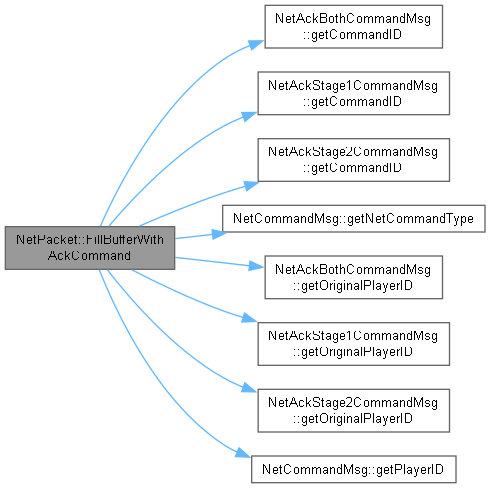 NetAckBothCommandMsg
::getCommandID
NetAckStage1CommandMsg
::getCommandID
NetAckStage2CommandMsg
::getCommandID
NetCommandMsg::getNetCommandType
NetPacket::FillBufferWith
AckCommand
NetAckBothCommandMsg
::getOriginalPlayerID
NetAckStage1CommandMsg
::getOriginalPlayerID
NetAckStage2CommandMsg
::getOriginalPlayerID
NetCommandMsg::getPlayerID